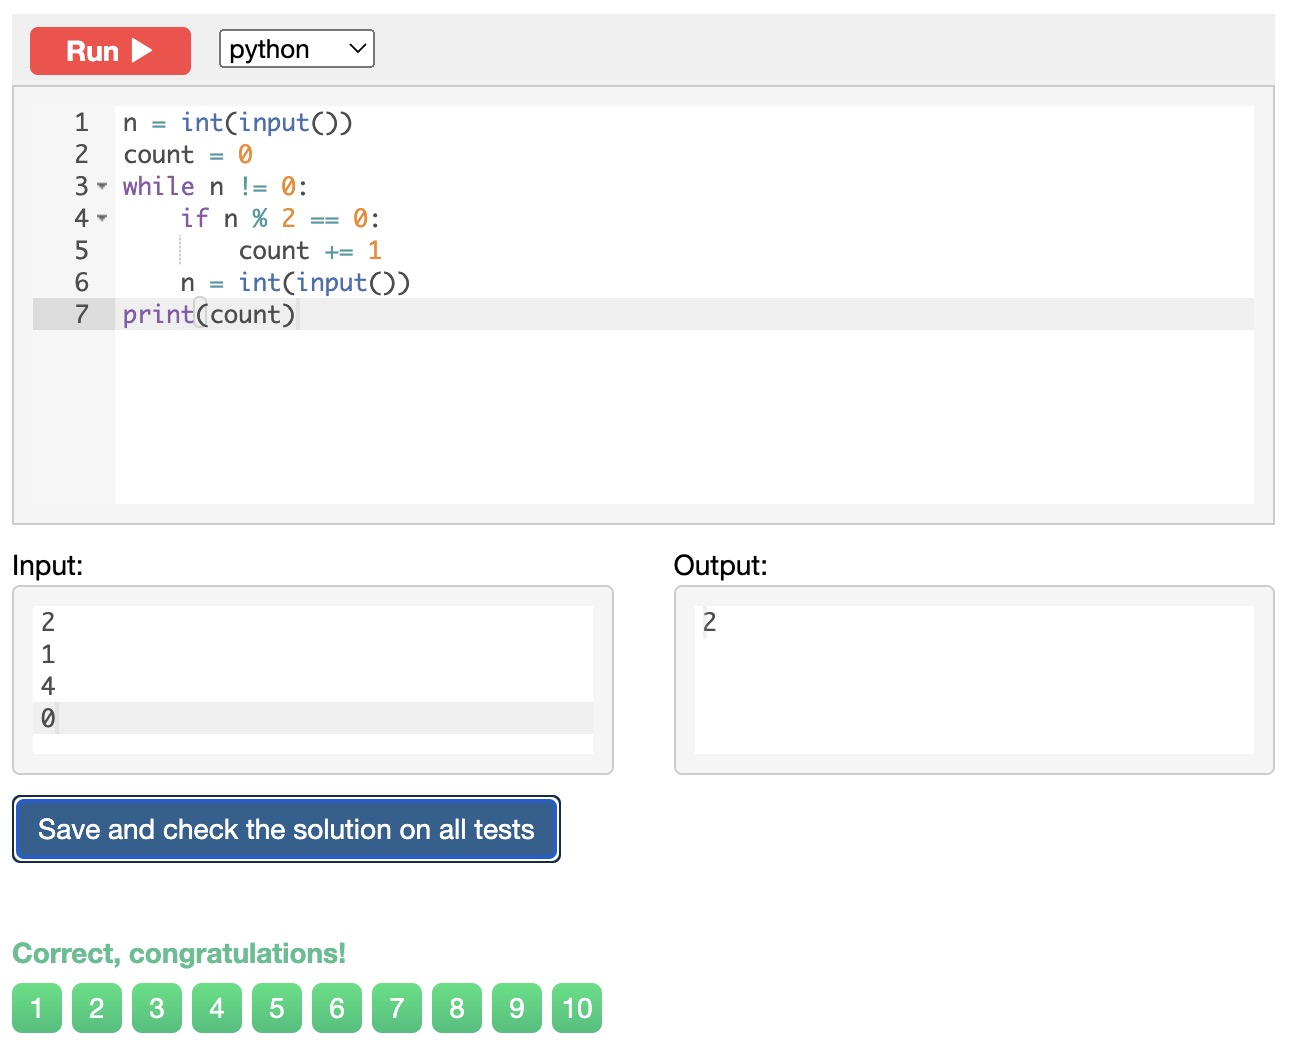 Run
python
1 n = int(input())
2 count = 0
3 while n != 0:
4     if n % 2 == 0:
5         count += 1
6     n = int(input())
7 print(count)
Input:
Output:
2
1
4
0
2
Save and check the solution on all tests
Correct, congratulations!
1 2 3 4 5 6 7 8 9 10